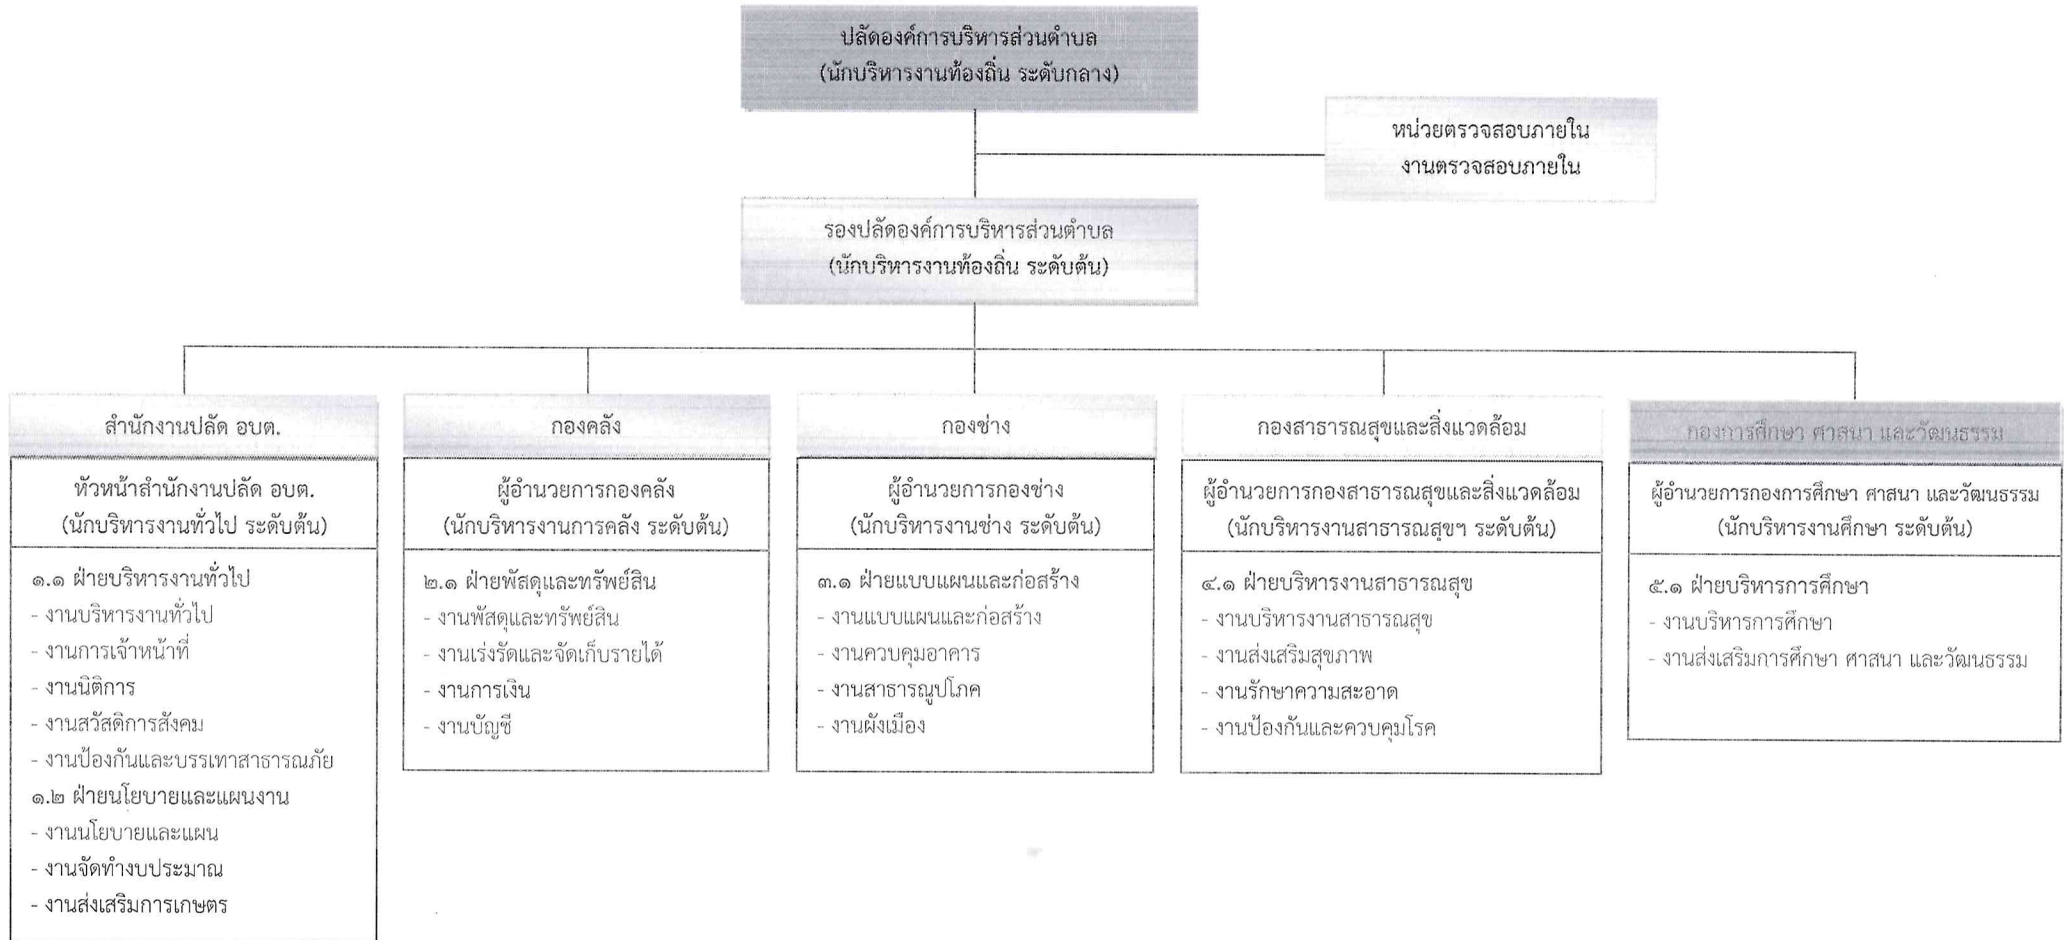 ปลัดองค์การบริหารส่วนตำบล
(นักบริหารงานท้องถิ่น ระดับกลาง)
หน่วยตรวจสอบภายใน
งานตรวจสอบภายใน
รองปลัดองค์การบริหารส่วนตำบล
(นักบริหารงานท้องถิ่น ระดับต้น)
สำนักงานปลัด อบต.
หัวหน้าสำนักงานปลัด อบต.
(นักบริหารงานทั่วไป ระดับต้น)
๑.๑ ฝ่ายบริหารงานทั่วไป
- งานบริหารงานทั่วไป
- งานการเจ้าหน้าที่
- งานนิติการ
- งานสวัสดิการสังคม
- งานป้องกันและบรรเทาสาธารณภัย
๑.๒ ฝ่ายนโยบายและแผนงาน
- งานนโยบายและแผน
- งานจัดทำงบประมาณ
- งานส่งเสริมการเกษตร
กองคลัง
ผู้อำนวยการกองคลัง
(นักบริหารงานการคลัง ระดับต้น)
๒.๑ ฝ่ายพัสดุและทรัพย์สิน
- งานพัสดุและทรัพย์สิน
- งานเร่งรัดและจัดเก็บรายได้
- งานการเงิน
- งานบัญชี
กองช่าง
ผู้อำนวยการกองช่าง
(นักบริหารงานช่าง ระดับต้น)
๓.๑ ฝ่ายแบบแผนและก่อสร้าง
- งานแบบแผนและก่อสร้าง
- งานควบคุมอาคาร
- งานสาธารณูปโภค
- งานผังเมือง
กองสาธารณสุขและสิ่งแวดล้อม
ผู้อำนวยการกองสาธารณสุขและสิ่งแวดล้อม
(นักบริหารงานสาธารณสุขฯ ระดับต้น)
๔.๑ ฝ่ายบริหารงานสาธารณสุข
- งานบริหารงานสาธารณสุข
- งานส่งเสริมสุขภาพ
- งานรักษาความสะอาด
- งานป้องกันและควบคุมโรค
กองการศึกษา ศาสนา และวัฒนธรรม
ผู้อำนวยการกองการศึกษา ศาสนา และวัฒนธรรม
(นักบริหารงานศึกษา ระดับต้น)
๕.๑ ฝ่ายบริหารการศึกษา
- งานบริหารการศึกษา
- งานส่งเสริมการศึกษา ศาสนา และวัฒนธรรม